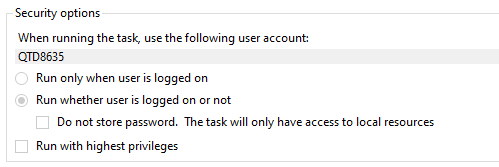 Security options
When running the task, use the following user account:
QTD8635
Run only when user is logged on
Run whether user is logged on or not
Do not store password.  The task will only have access to local resources
Run with highest privileges